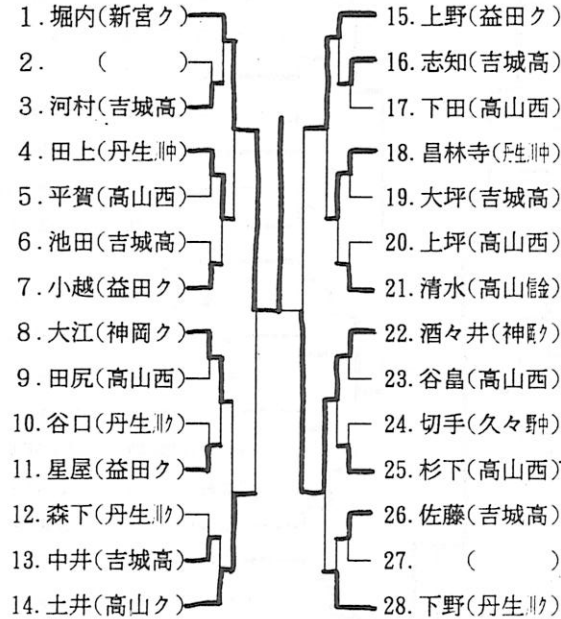 1.堀内(新宮ク)
2.(　　　)
3.河村(吉城高)
4.田上(丹生川中)
5.平賀(高山西)
6.池田(吉城高)
7.小越(益田ク)
8.大江(神岡ク)
9.田尻(高山西)
10.谷口(丹生川ク)
11.星屋(益田ク)
12.森下(丹生川ク)
13.中井(吉城高)
14.土井(高山ク)
15.上野(益田ク)
16.志知(吉城高)
17.下田(高山西)
18.昌林寺(丹生川中)
19.大坪(吉城高)
20.上坪(高山西)
21.清水(高山信金)
22.酒々井(神岡ク)
23.谷畠(高山西)
24.切手(久々野中)
25.杉下(高山西)
26.佐藤(吉城高)
27.(　　　)
28.下野(丹生川ク)